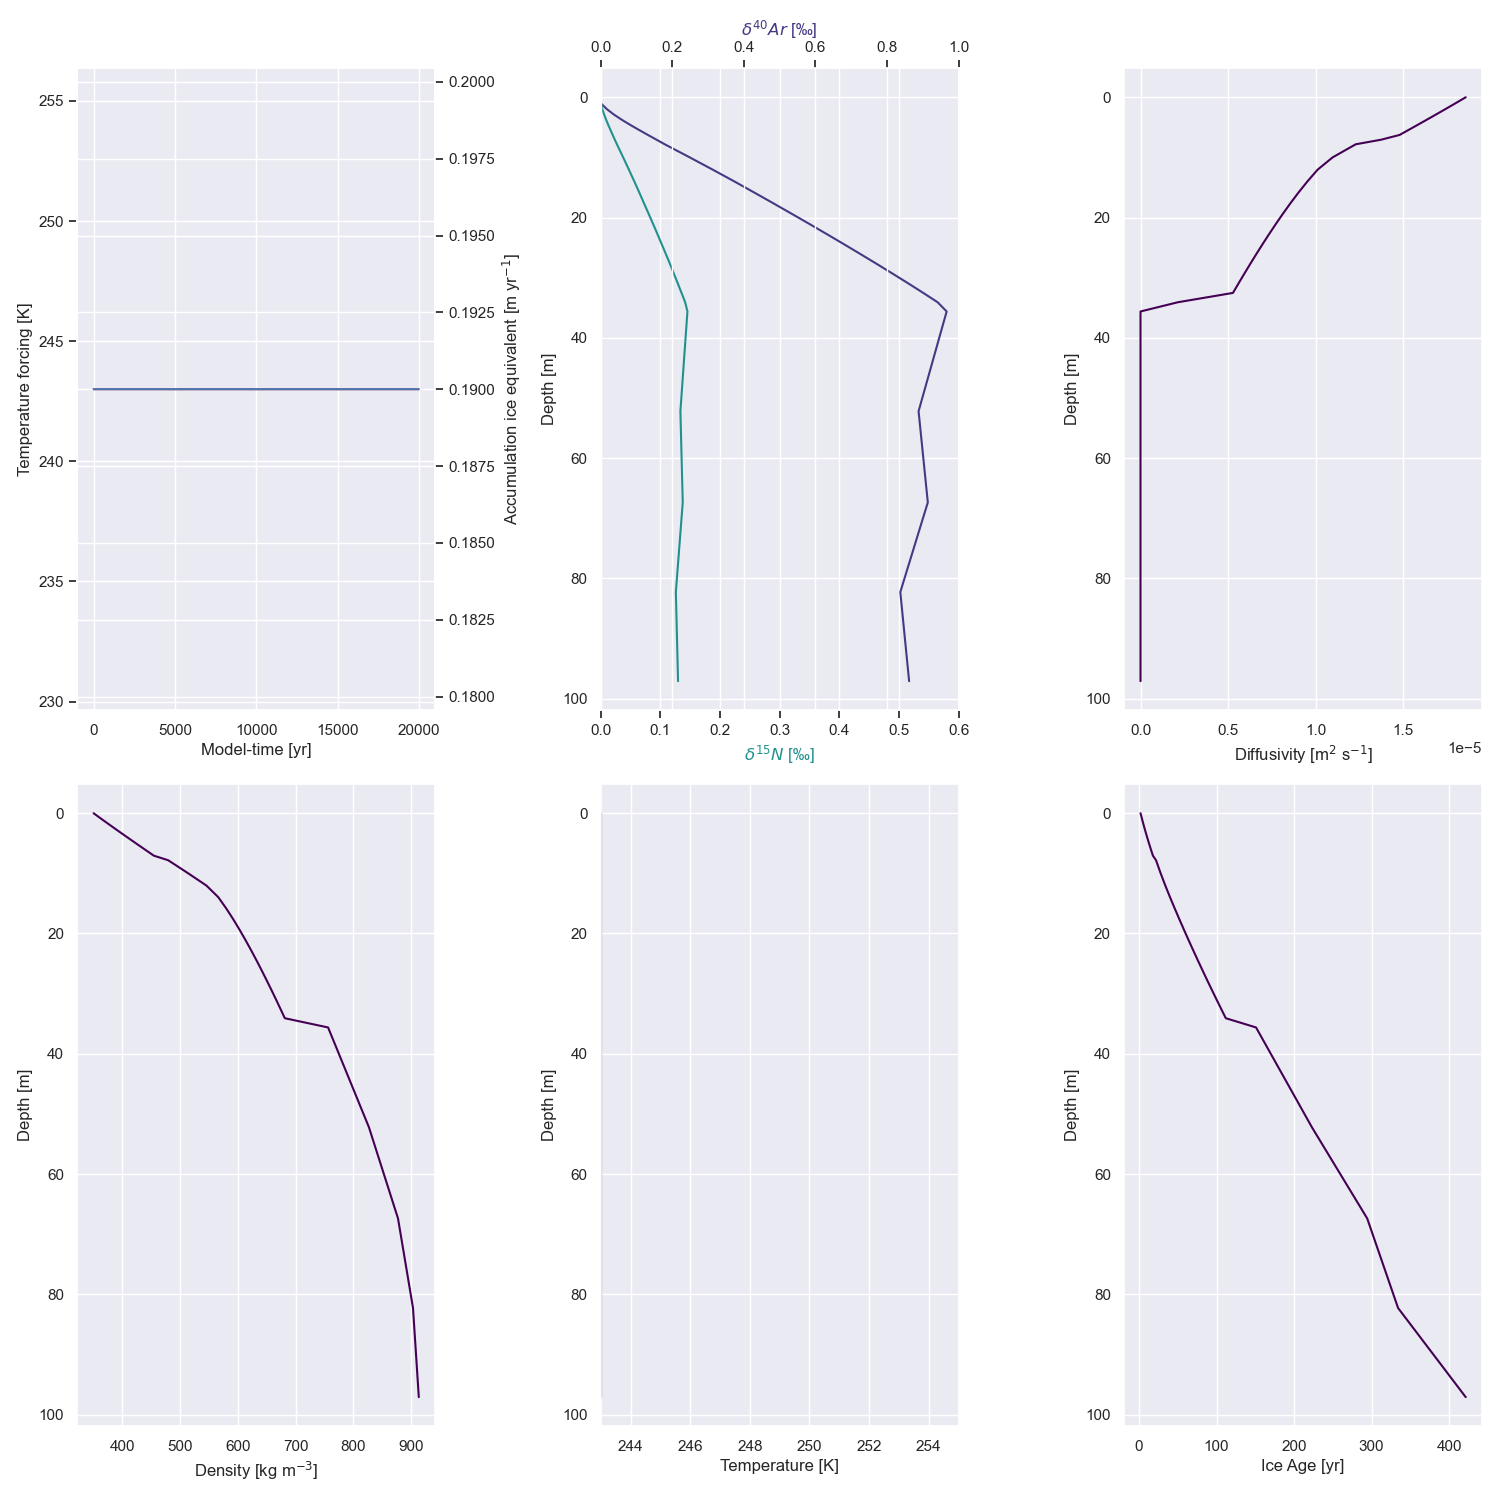 δ⁴⁰Ar [‰]
0.0 0.2 0.4 0.6 0.8 1.0
255
250
245
240
235
230
Temperature forcing [K]
0 5000 10000 15000 20000
Model-time [yr]
0.2000
0.1975
0.1950
0.1925
0.1900
0.1875
0.1850
0.1825
0.1800
Accumulation ice equivalent [m yr⁻¹]
0
20
40
60
80
100
Depth [m]
0.0 0.1 0.2 0.3 0.4 0.5 0.6
δ¹⁵N [‰]
0
20
40
60
80
100
Depth [m]
0.0 0.5 1.0 1.5
1e−5
Diffusivity [m² s⁻¹]
0
20
40
60
80
100
Depth [m]
400 500 600 700 800 900
Density [kg m⁻³]
0
20
40
60
80
100
Depth [m]
244 246 248 250 252 254
Temperature [K]
0
20
40
60
80
100
Depth [m]
0 100 200 300 400
Ice Age [yr]